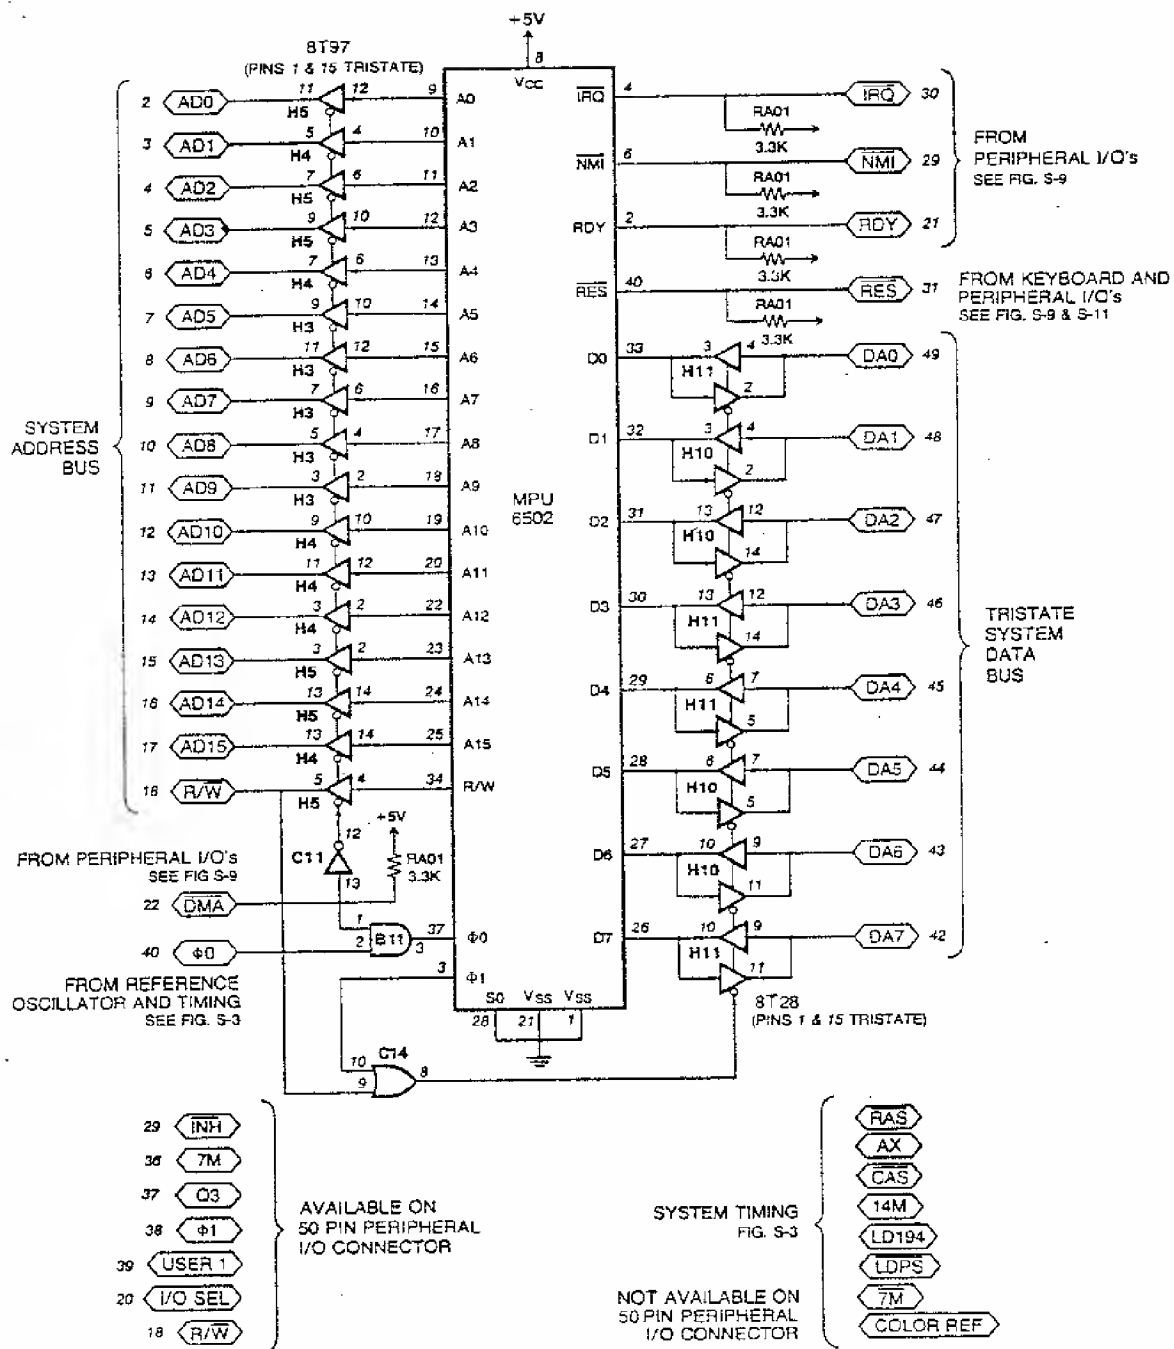 +5V
8
VCC
8T97
(PINS 1 & 15 TRISTATE)
2 AD0 11 12 H5 9 A0
3 AD1 5 4 H4 10 A1
4 AD2 7 6 H5 11 A2
5 AD3 9 10 H5 12 A3
6 AD4 7 6 H4 13 A4
7 AD5 9 10 H3 14 A5
8 AD6 11 12 H3 15 A6
9 AD7 7 6 H3 16 A7
10 AD8 5 4 H3 17 A8
11 AD9 3 2 H3 18 A9
12 AD10 9 10 H4 19 A10
13 AD11 11 12 H4 20 A11
14 AD12 3 2 H4 22 A12
15 AD13 3 2 H5 23 A13
16 AD14 13 14 H5 24 A14
17 AD15 13 14 H4 25 A15
18 R/W 5 4 H5 34 R/W
SYSTEM
ADDRESS
BUS
MPU
6502
IRQ 4 RA01 3.3K IRQ 30
NMI 6 RA01 3.3K NMI 29
RDY 2 RA01 3.3K RDY 21
RES 40 RA01 3.3K RES 31
FROM
PERIPHERAL I/O's
SEE FIG. S-9
FROM KEYBOARD AND
PERIPHERAL I/O's
SEE FIG. S-9 & S-11
D0 33 3 4 H11 2 DA0 49
D1 32 3 4 H10 2 DA1 48
D2 31 13 12 H10 14 DA2 47
D3 30 13 12 H11 14 DA3 46
D4 29 6 7 H11 5 DA4 45
D5 28 6 7 H10 5 DA5 44
D6 27 10 9 H10 11 DA6 43
D7 26 10 9 H11 11 DA7 42
TRISTATE
SYSTEM
DATA
BUS
8T28
(PINS 1 & 15 TRISTATE)
12 C11 13
+5V
RA01
3.3K
FROM PERIPHERAL I/O's
SEE FIG S-9
22 DMA
40 Φ0
1 2 B11 3 37 Φ0
3 Φ1
FROM REFERENCE
OSCILLATOR AND TIMING
SEE FIG. S-3
SO VSS VSS
28 21 1
10 9 C14 8
29 INH
36 7M
37 Q3
38 Φ1
39 USER 1
20 I/O SEL
18 R/W
AVAILABLE ON
50 PIN PERIPHERAL
I/O CONNECTOR
SYSTEM TIMING
FIG. S-3
NOT AVAILABLE ON
50 PIN PERIPHERAL
I/O CONNECTOR
RAS
AX
CAS
14M
LD194
LDPS
7M
COLOR REF